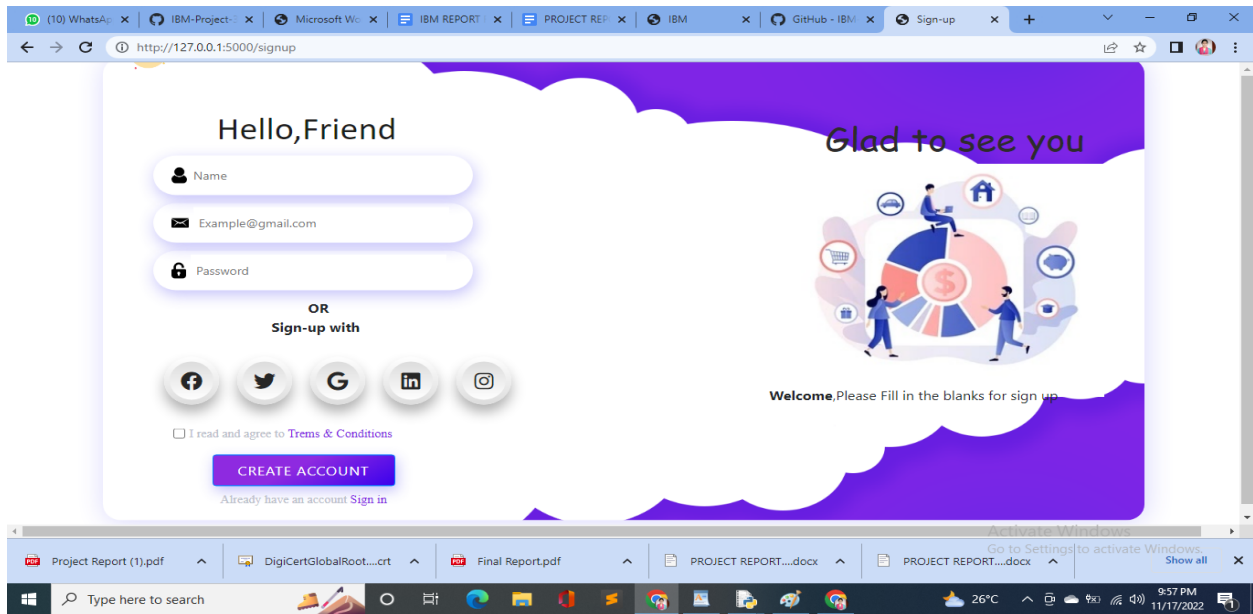 (10) WhatsAp
IBM-Project-
Microsoft Wo
IBM REPORT
PROJECT REP
IBM
GitHub - IBM
Sign-up
http://127.0.0.1:5000/signup
Hello,Friend
Name
Example@gmail.com
Password
OR
Sign-up with
I read and agree to Trems & Conditions
CREATE ACCOUNT
Already have an account Sign in
Glad to see you
Welcome,Please Fill in the blanks for sign up
Activate Windows
Go to Settings to activate Windows.
Project Report (1).pdf
DigiCertGlobalRoot....crt
Final Report.pdf
PROJECT REPORT....docx
PROJECT REPORT....docx
Show all
Type here to search
26°C
9:57 PM
11/17/2022